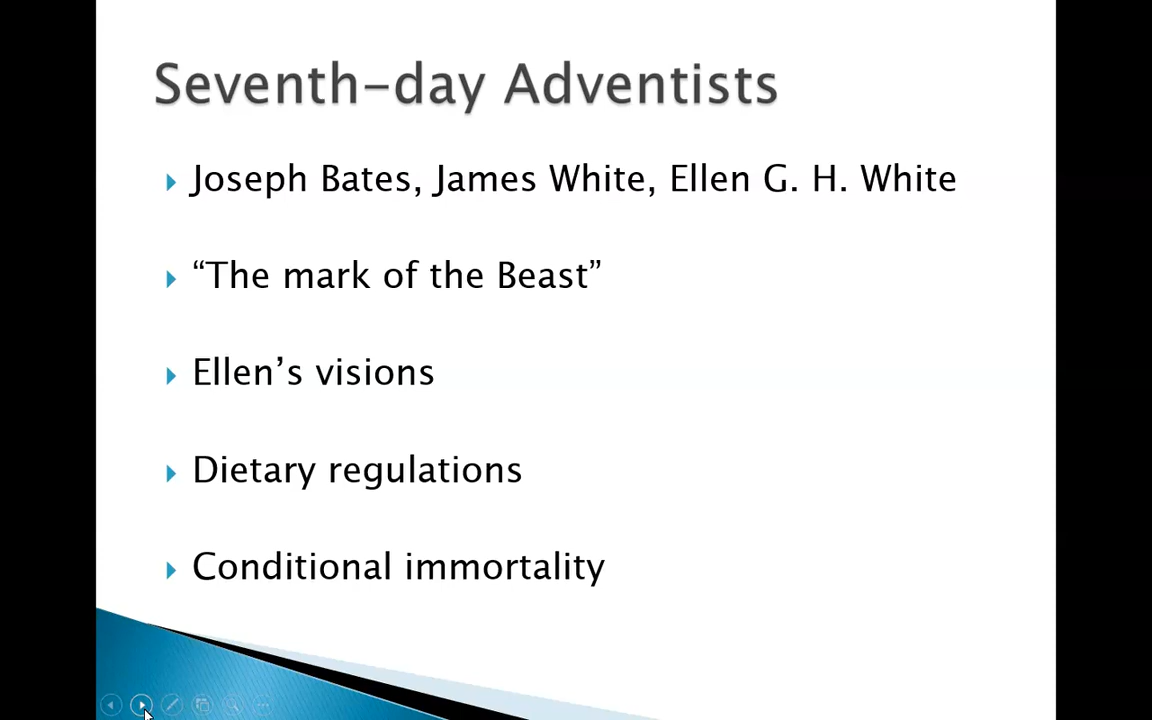 Seventh-day Adventists
Joseph Bates, James White, Ellen G. H. White
“The mark of the Beast”
Ellen’s visions
Dietary regulations
Conditional immortality